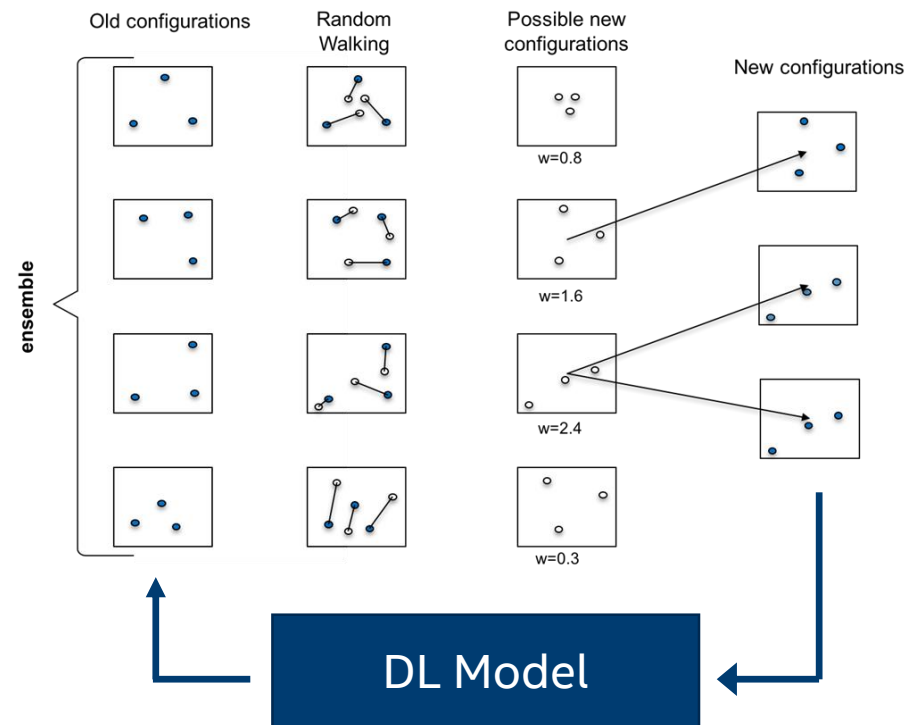 Old configurations
Random
Walking
Possible new
configurations
New configurations
ensemble
w=0.8
w=1.6
w=2.4
w=0.3
DL Model